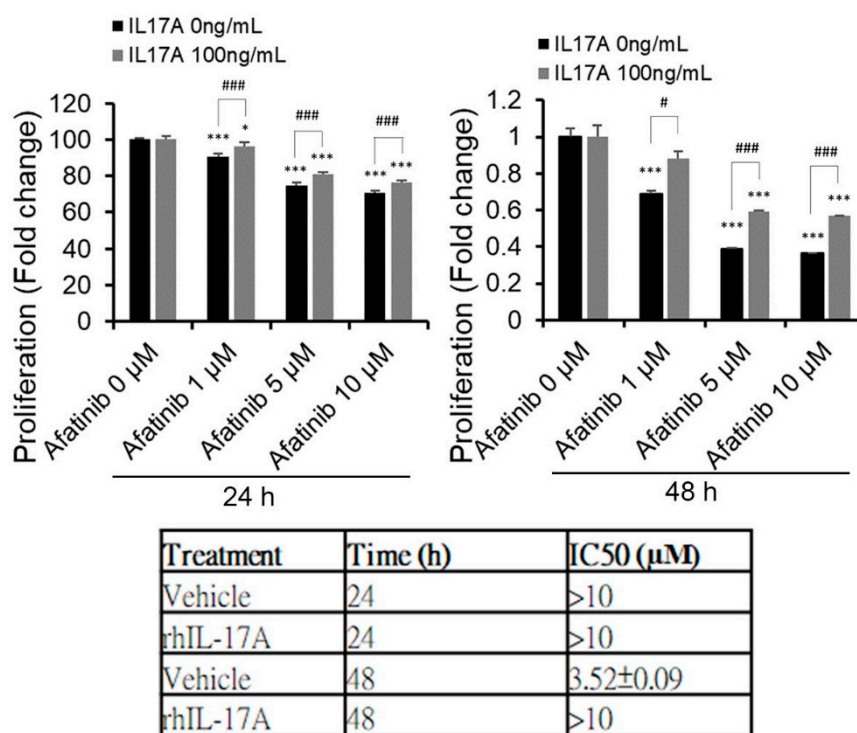 IL17A 0ng/mL
IL17A 100ng/mL
Proliferation (Fold change)
120
100
80
60
40
20
0
###
*** *
###
*** ***
###
*** ***
Afatinib 0 µM
Afatinib 1 µM
Afatinib 5 µM
Afatinib 10 µM
24 h
IL17A 0ng/mL
IL17A 100ng/mL
Proliferation (Fold change)
1.2
1
0.8
0.6
0.4
0.2
0
#
***
###
*** ***
###
*** ***
Afatinib 0 µM
Afatinib 1 µM
Afatinib 5 µM
Afatinib 10 µM
48 h
Treatment Time (h) IC50 (µM)
Vehicle 24 >10
rhIL-17A 24 >10
Vehicle 48 3.52±0.09
rhIL-17A 48 >10